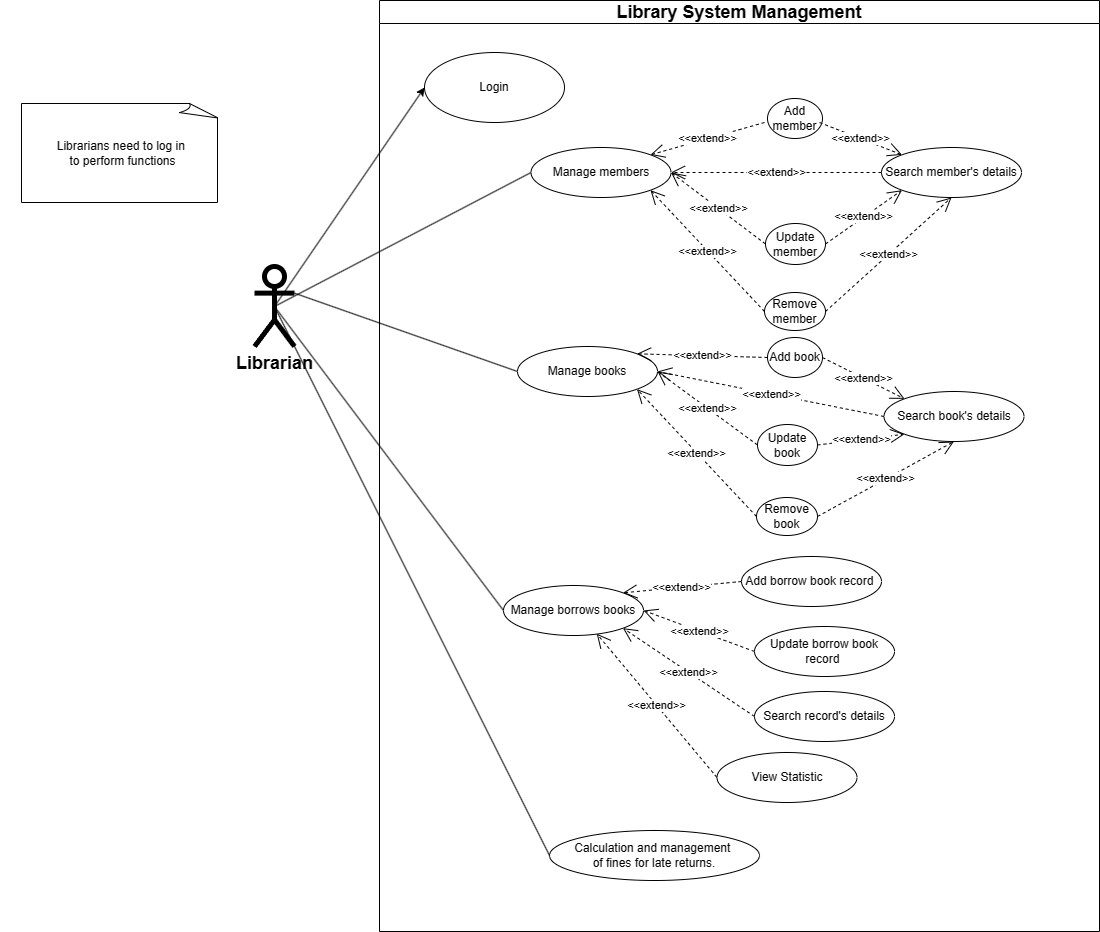 Library System Management
Login
Librarians need to log in
to perform functions
Add
member
<<extend>>
<<extend>>
Manage members
<<extend>>
Search member's details
<<extend>>
<<extend>>
Update
member
<<extend>>
<<extend>>
Remove
member
Librarian
Manage books
<<extend>>
Add book
<<extend>>
<<extend>>
<<extend>>
Search book's details
Update
book
<<extend>>
<<extend>>
<<extend>>
Remove
book
Manage borrows books
<<extend>>
Add borrow book record
<<extend>>
Update borrow book
record
<<extend>>
Search record's details
<<extend>>
View Statistic
Calculation and management
of fines for late returns.